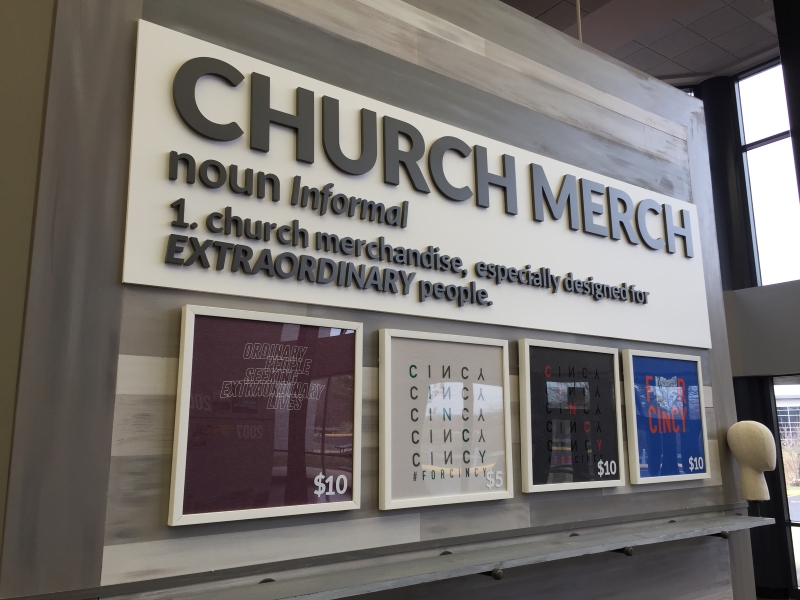 CHURCH MERCH
noun Informal
1. church merchandise, especially designed for
EXTRAORDINARY people.
ORDINARY
PEOPLE
EXTRAORDINARY
LIVES
$10
CINCY
CINCY
CINCY
CINCY
CINCY
#FORCINCY
$5
CINCY
CINCY
CINCY
CINCY
$10
FOR
CINCY
$10